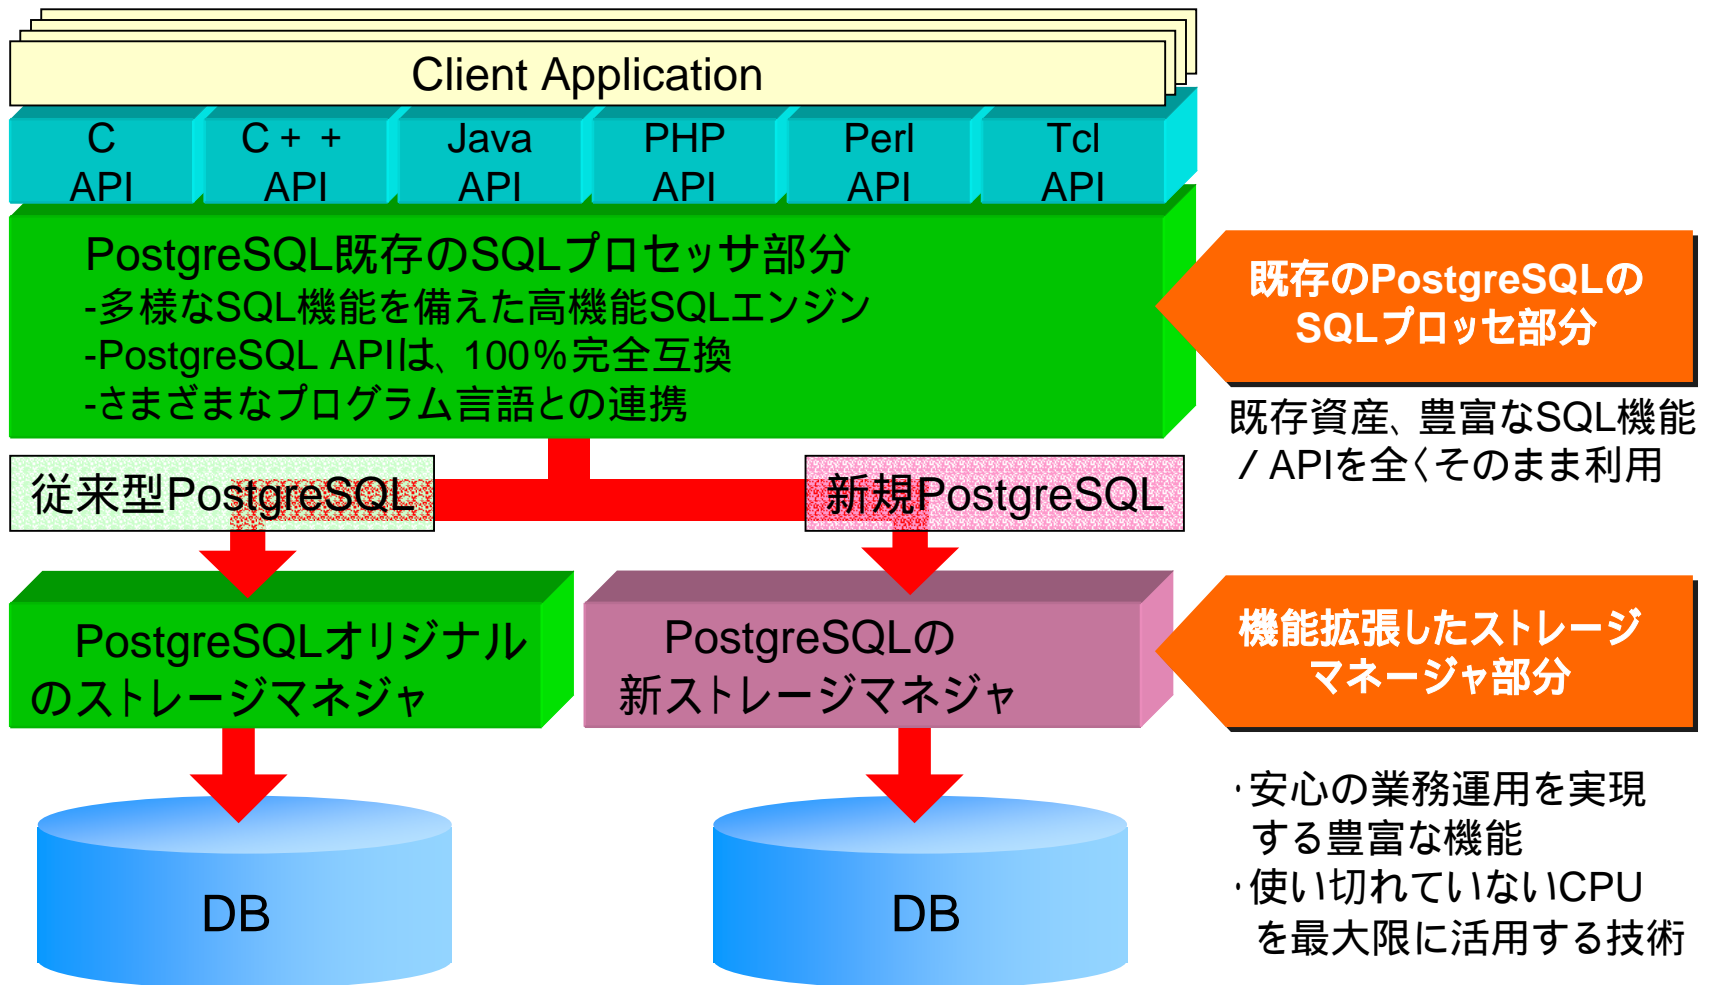 Client Application
C
API
C＋＋
API
Java
API
PHP
API
Perl
API
Tcl
API
PostgreSQL既存のSQLプロセッサ部分
-多様なSQL機能を備えた高機能SQLエンジン
-PostgreSQL APIは、100％完全互換
-さまざまなプログラム言語との連携
既存のPostgreSQLの
SQLプロッセ部分
既存資産、豊富なSQL機能
／APIを全くそのまま利用
従来型PostgreSQL
新規PostgreSQL
PostgreSQLオリジナル
のストレージマネジャ
PostgreSQLの
新ストレージマネジャ
機能拡張したストレージ
マネージャ部分
・安心の業務運用を実現
する豊富な機能
・使い切れていないCPU
を最大限に活用する技術
DB
DB